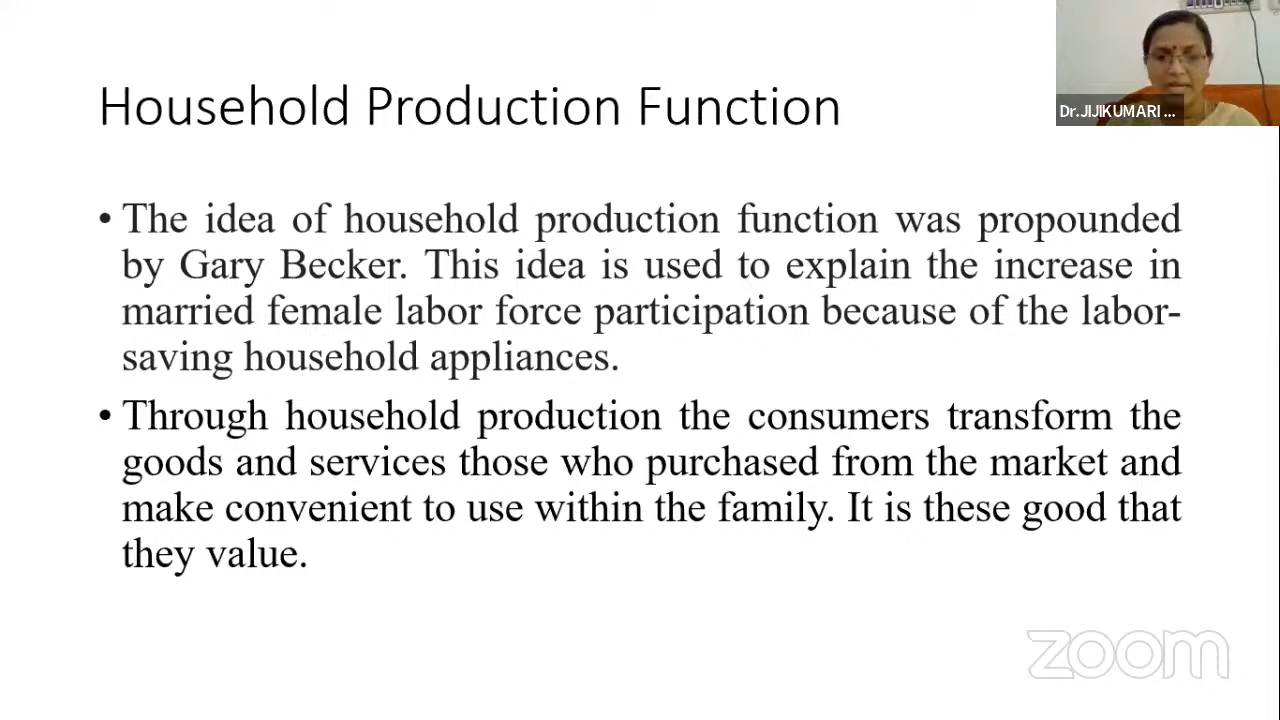 Household Production Function
Dr.JIJIKUMARI ...
• The idea of household production function was propounded
by Gary Becker. This idea is used to explain the increase in
married female labor force participation because of the labor-
saving household appliances.
• Through household production the consumers transform the
goods and services those who purchased from the market and
make convenient to use within the family. It is these good that
they value.
zoom